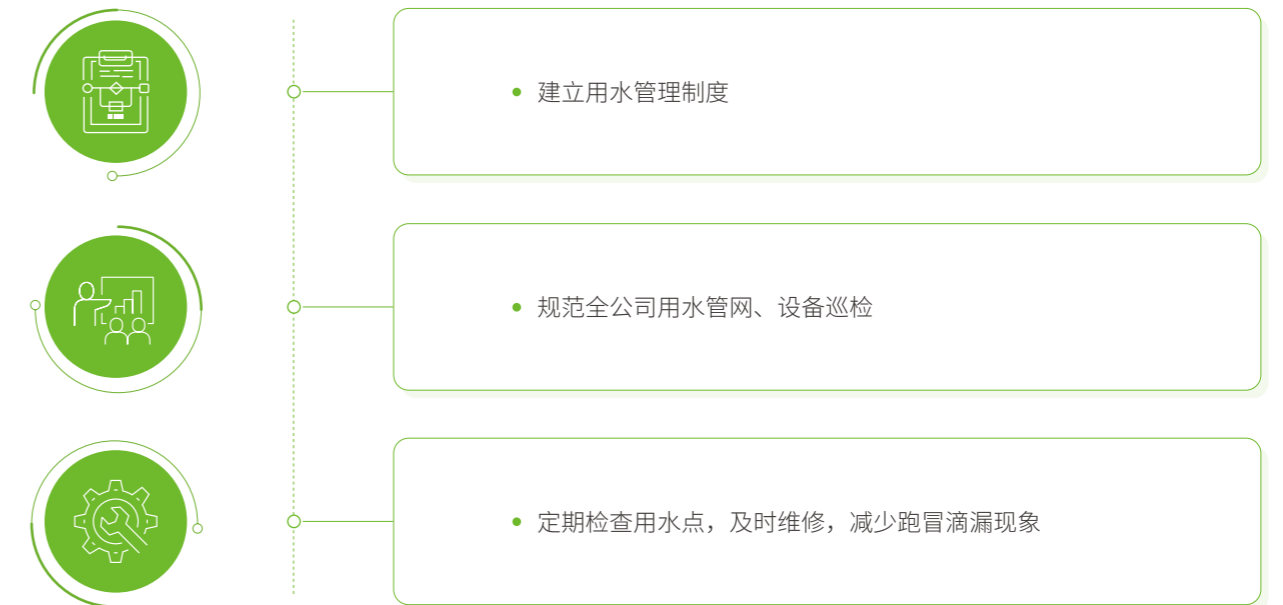 建立用水管理制度
规范全公司用水管网、设备巡检
定期检查用水点，及时维修，减少跑冒滴漏现象